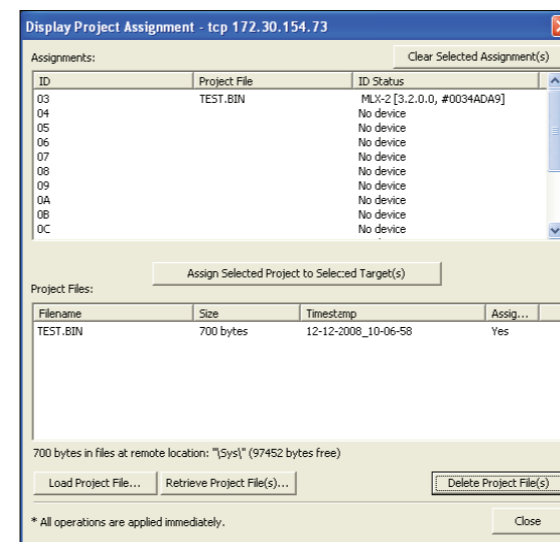 Display Project Assignment - tcp 172.30.154.73
Assignments:
Clear Selected Assignment(s)
ID Project File ID Status
03 TEST.BIN MLX-2 [3.2.0.0, #0034ADA9]
04 No device
05 No device
06 No device
07 No device
08 No device
09 No device
0A No device
0B No device
0C No device
Assign Selected Project to Selected Target(s)
Project Files:
Filename Size Timestamp Assig...
TEST.BIN 700 bytes 12-12-2008_10-06-58 Yes
700 bytes in files at remote location: "\Sys\" (97452 bytes free)
Load Project File... Retrieve Project File(s)... Delete Project File(s)
* All operations are applied immediately.
Close